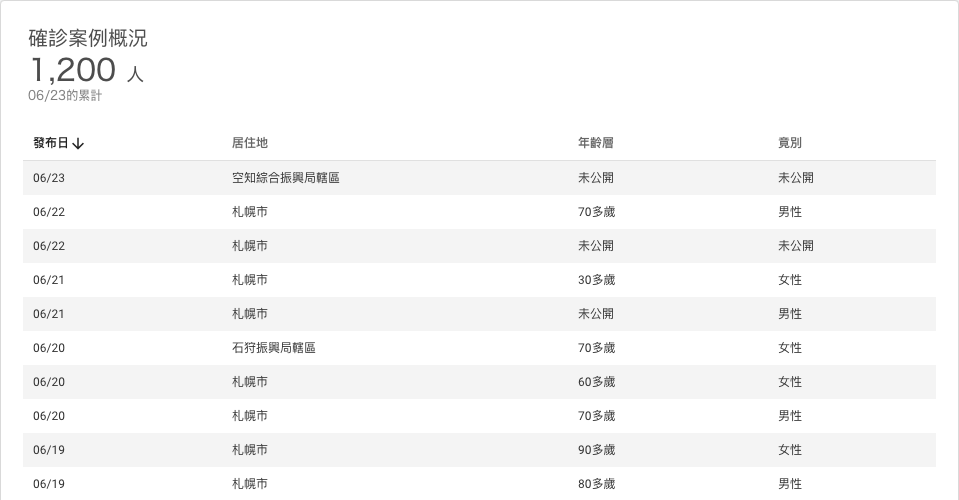 確診案例概況
1,200 人
06/23的累計
發布日↓ 居住地 年齡層 竟別
06/23 空知綜合振興局轄區 未公開 未公開
06/22 札幌市 70多歲 男性
06/22 札幌市 未公開 未公開
06/21 札幌市 30多歲 女性
06/21 札幌市 未公開 男性
06/20 石狩振興局轄區 70多歲 女性
06/20 札幌市 60多歲 女性
06/20 札幌市 70多歲 男性
06/19 札幌市 90多歲 女性
06/19 札幌市 80多歲 男性